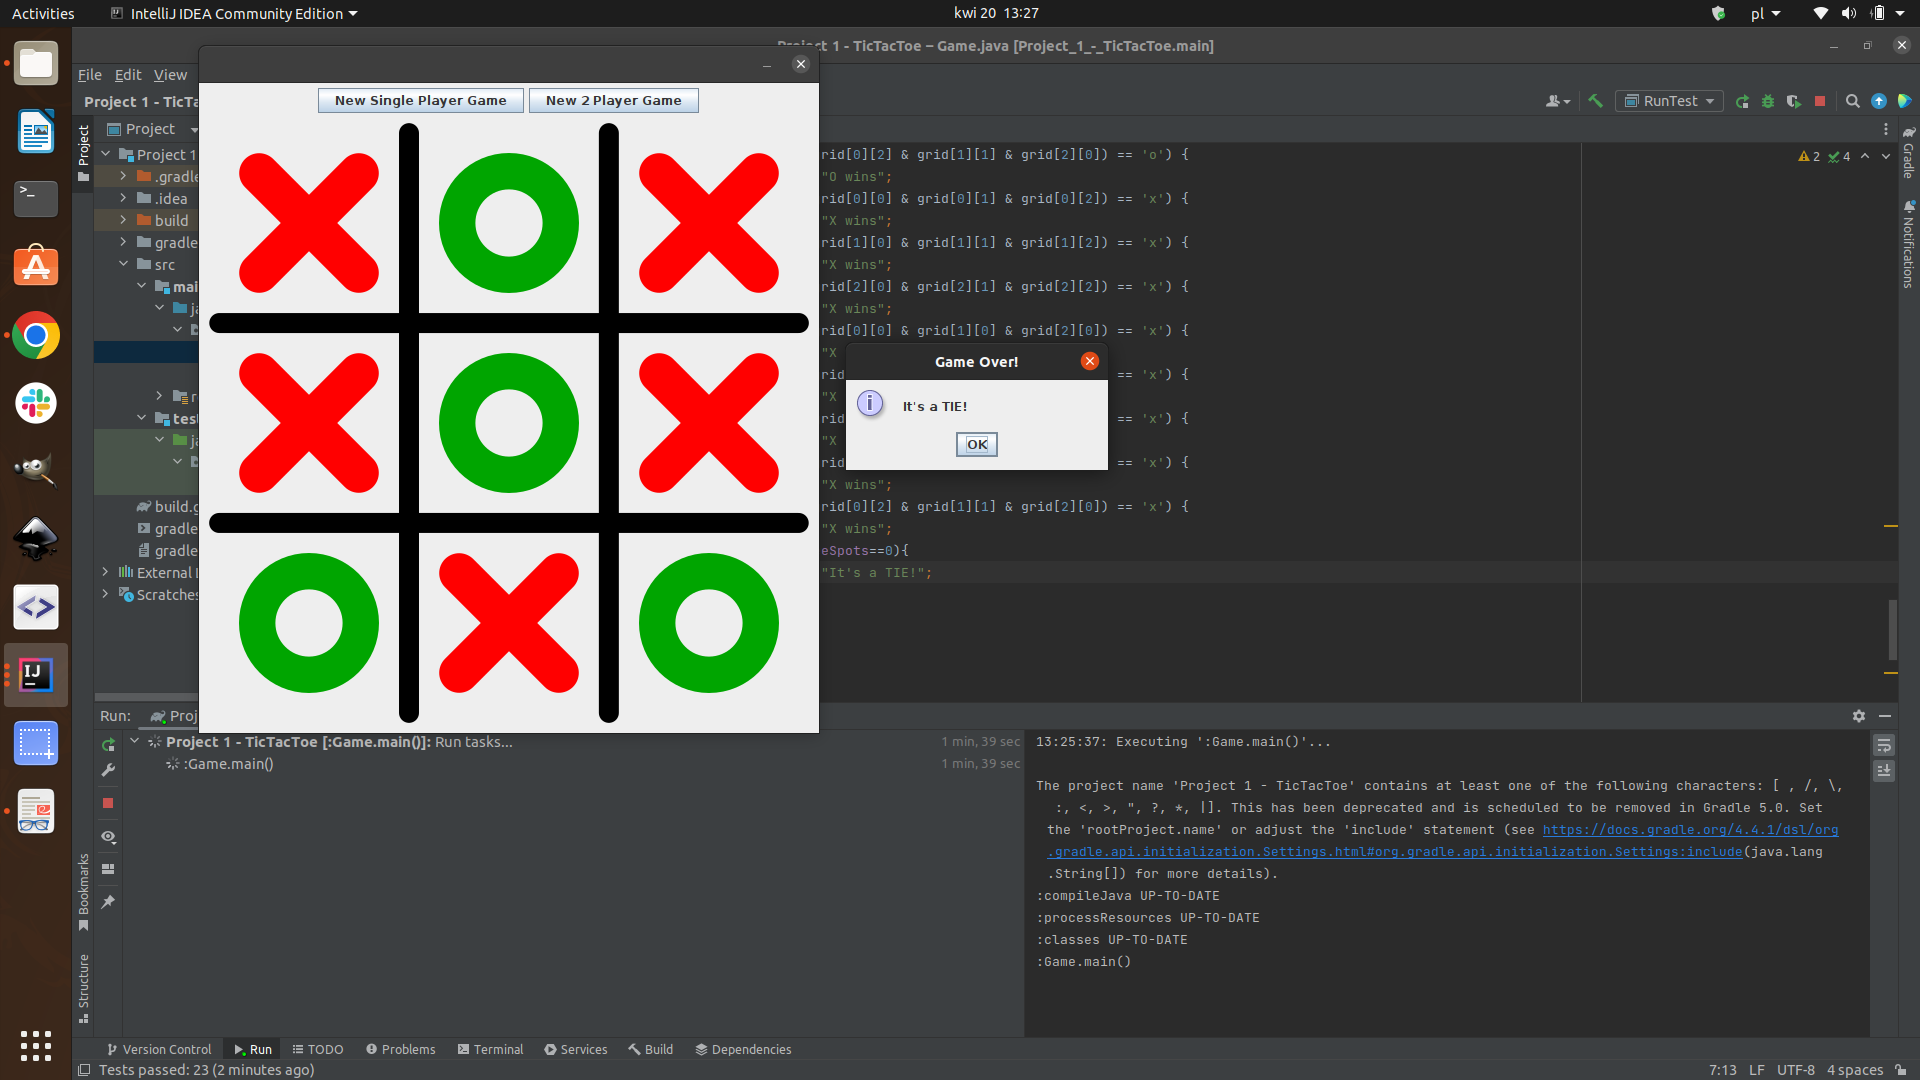 Activities
IntelliJ IDEA Community Edition
kwi 20 13:27
pl
Project 1 - TicTacToe – Game.java [Project_1_-_TicTacToe.main]
File Edit View
Project 1 - TicTa
New Single Player Game
New 2 Player Game
RunTest
Project
Project
Project 1
.gradle
.idea
build
gradle
src
mai
ja
r
test
ja
build.g
gradle
gradle
External L
Scratches
rid[0][2] & grid[1][1] & grid[2][0]) == 'o') {
"O wins";
rid[0][0] & grid[0][1] & grid[0][2]) == 'x') {
"X wins";
rid[1][0] & grid[1][1] & grid[1][2]) == 'x') {
"X wins";
rid[2][0] & grid[2][1] & grid[2][2]) == 'x') {
"X wins";
rid[0][0] & grid[1][0] & grid[2][0]) == 'x') {
"X
rid
== 'x') {
"X
rid
== 'x') {
"X
rid
== 'x') {
"X wins";
rid[0][2] & grid[1][1] & grid[2][0]) == 'x') {
"X wins";
eSpots==0){
"It's a TIE!";
2 4
Gradle
Notifications
Game Over!
It's a TIE!
OK
Run:
Proj
Project 1 - TicTacToe [:Game.main()]: Run tasks...
1 min, 39 sec
:Game.main()
1 min, 39 sec
13:25:37: Executing ':Game.main()'...
The project name 'Project 1 - TicTacToe' contains at least one of the following characters: [ , /, \,
:, <, >, ", ?, *, |]. This has been deprecated and is scheduled to be removed in Gradle 5.0. Set
the 'rootProject.name' or adjust the 'include' statement (see https://docs.gradle.org/4.4.1/dsl/org
.gradle.api.initialization.Settings.html#org.gradle.api.initialization.Settings:include(java.lang
.String[]) for more details).
:compileJava UP-TO-DATE
:processResources UP-TO-DATE
:classes UP-TO-DATE
:Game.main()
Bookmarks
Structure
Version Control
Run
TODO
Problems
Terminal
Services
Build
Dependencies
Tests passed: 23 (2 minutes ago)
7:13 LF UTF-8 4 spaces